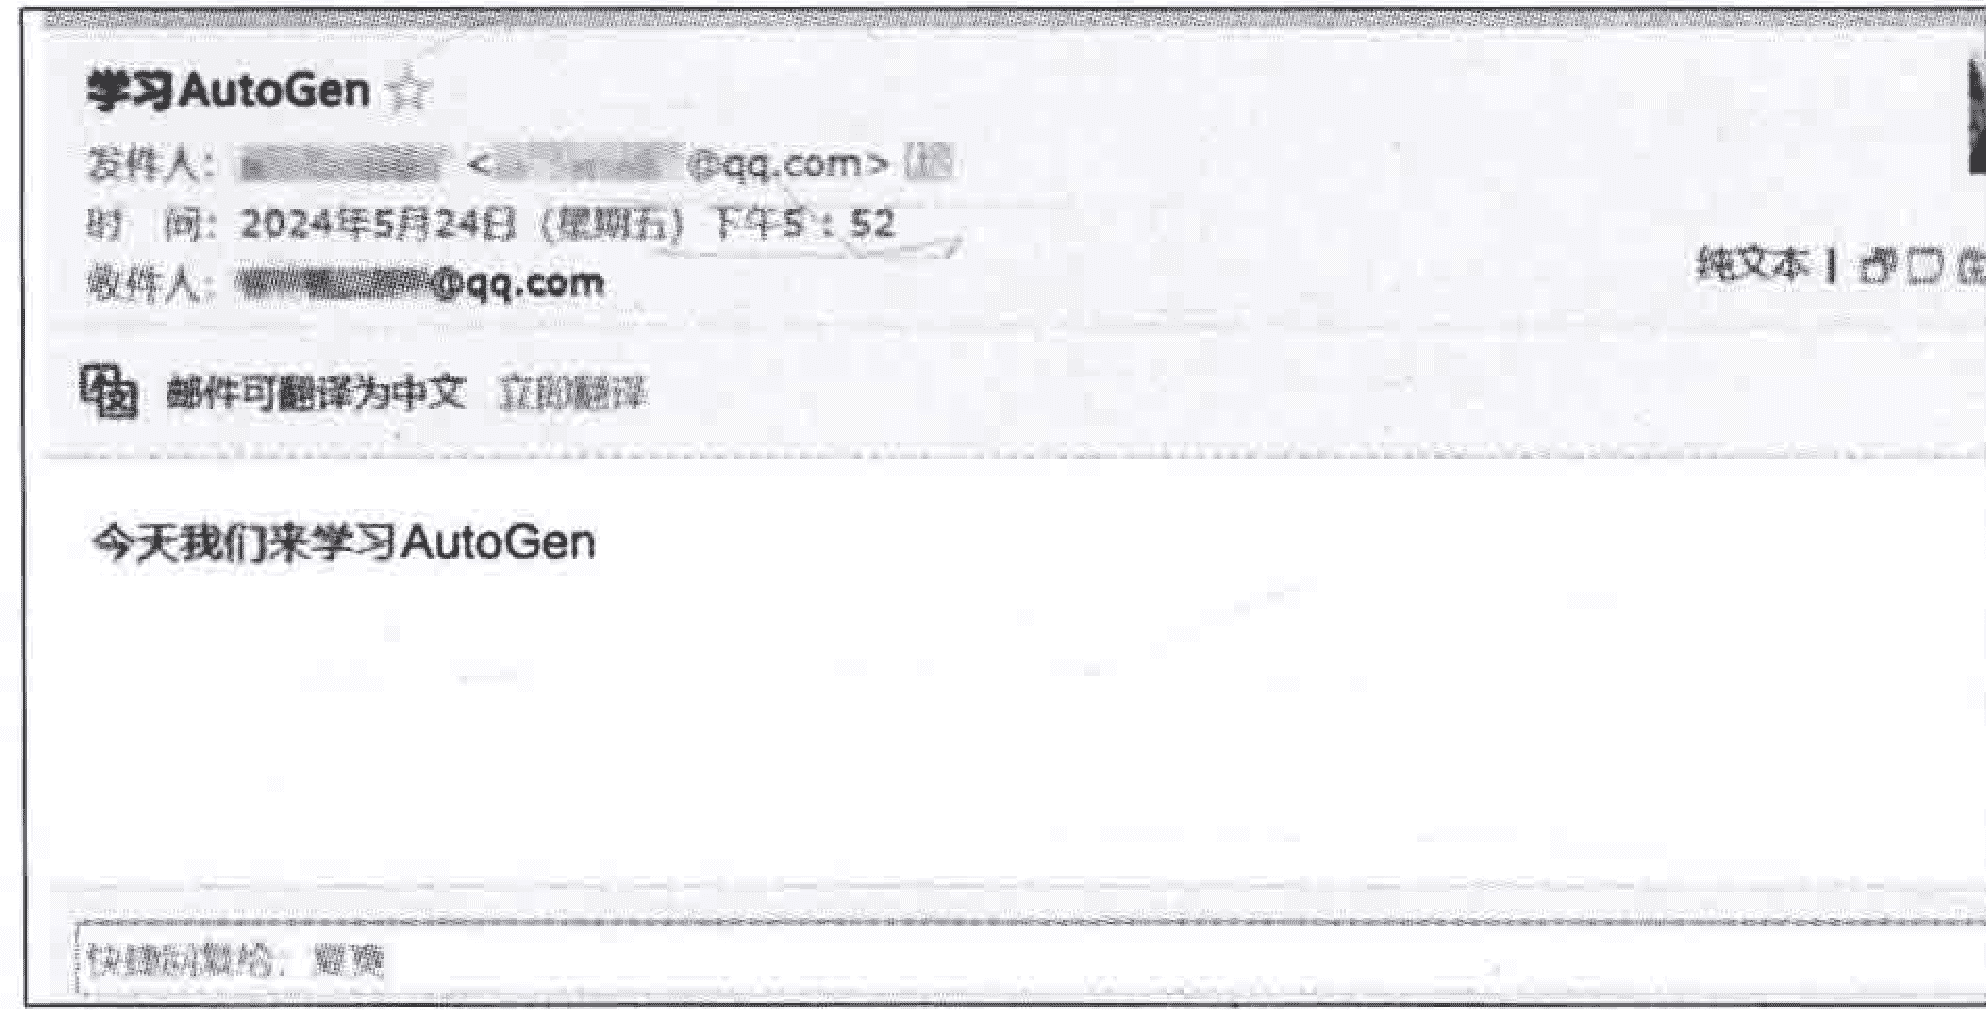 学习AutoGen
发件人： < @qq.com>
时 间：2024年5月24日（星期五）下午5：52
收件人： @qq.com
纯文本 |
邮件可翻译为中文 立即翻译
今天我们来学习AutoGen
快捷回复给：